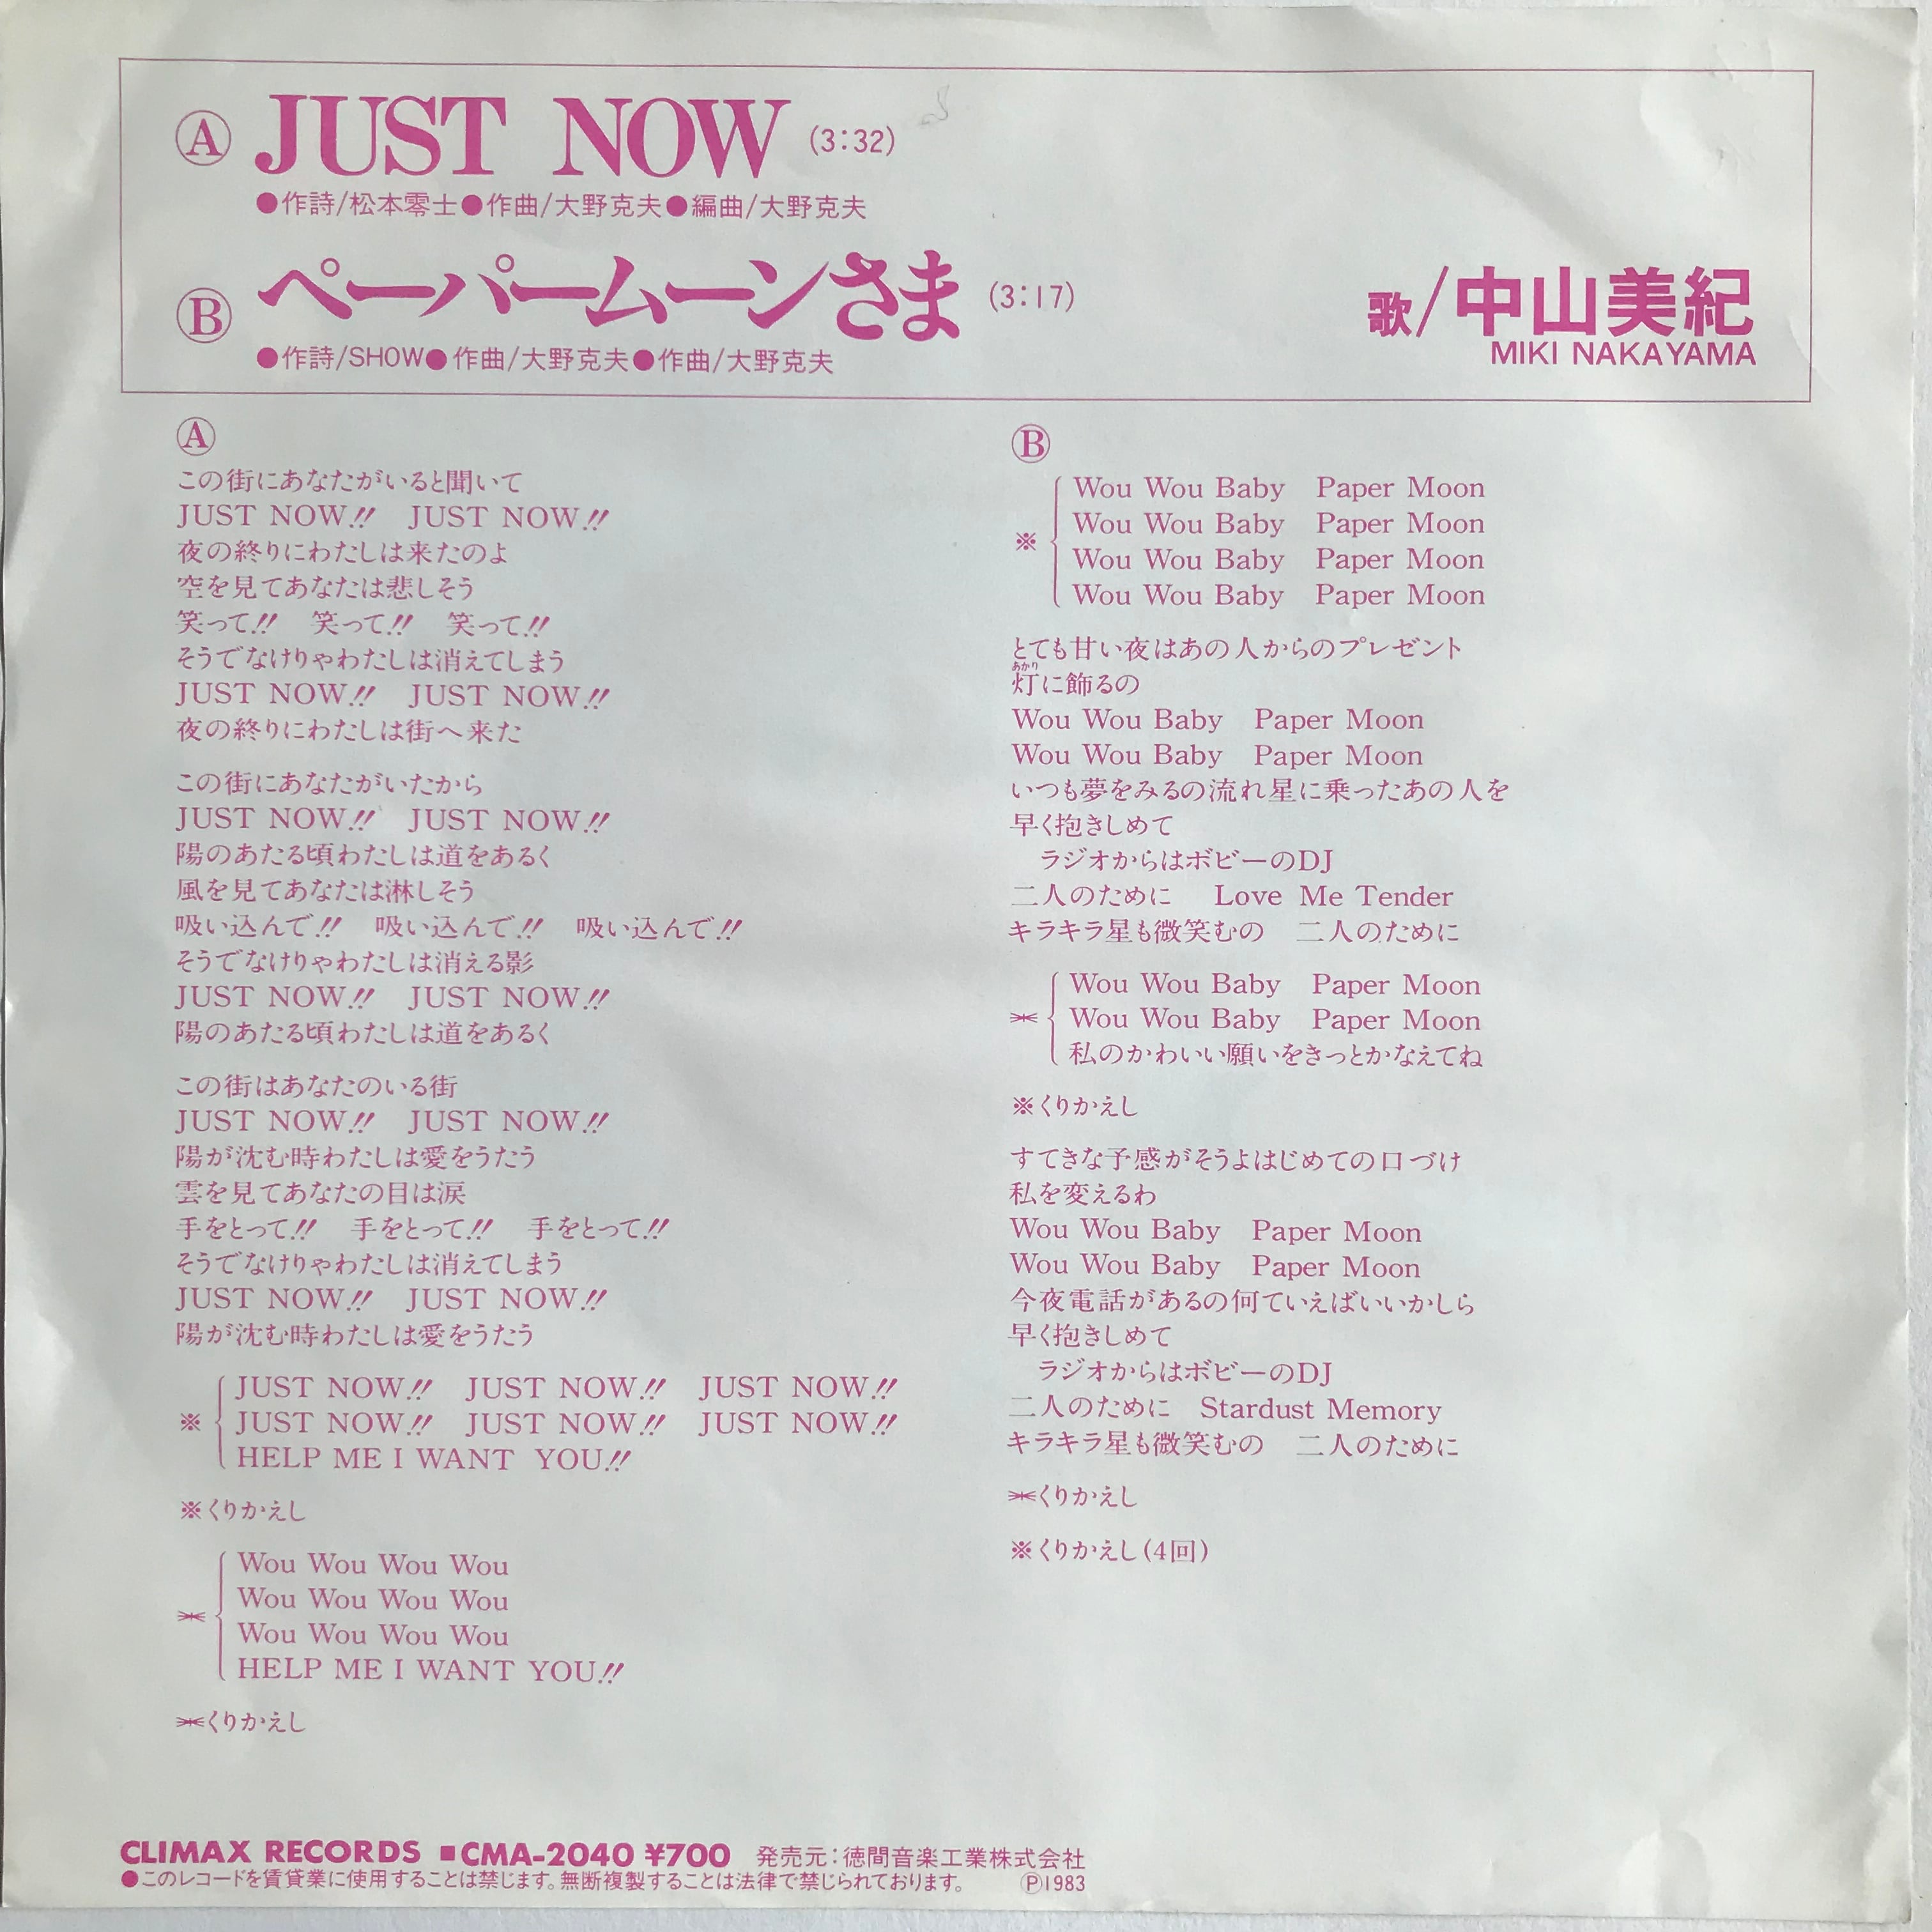 Ⓐ JUST NOW (3:32)
●作詩/松本零士●作曲/大野克夫●編曲/大野克夫
Ⓑ ペーパームーンさま (3:17)
●作詩/SHOW●作曲/大野克夫●作曲/大野克夫
歌/中山美紀
MIKI NAKAYAMA
Ⓐ
この街にあなたがいると聞いて
JUST NOW!! JUST NOW!!
夜の終りにわたしは来たのよ
空を見てあなたは悲しそう
笑って!! 笑って!! 笑って!!
そうでなけりゃわたしは消えてしまう
JUST NOW!! JUST NOW!!
夜の終りにわたしは街へ来た
この街にあなたがいたから
JUST NOW!! JUST NOW!!
陽のあたる頃わたしは道をあるく
風を見てあなたは淋しそう
吸い込んで!! 吸い込んで!! 吸い込んで!!
そうでなけりゃわたしは消える影
JUST NOW!! JUST NOW!!
陽のあたる頃わたしは道をあるく
この街はあなたのいる街
JUST NOW!! JUST NOW!!
陽が沈む時わたしは愛をうたう
雲を見てあなたの目は涙
手をとって!! 手をとって!! 手をとって!!
そうでなけりゃわたしは消えてしまう
JUST NOW!! JUST NOW!!
陽が沈む時わたしは愛をうたう
JUST NOW!! JUST NOW!! JUST NOW!!
※ JUST NOW!! JUST NOW!! JUST NOW!!
HELP ME I WANT YOU!!
※くりかえし
Wou Wou Wou Wou
Wou Wou Wou Wou
Wou Wou Wou Wou
HELP ME I WANT YOU!!
くりかえし
Ⓑ
Wou Wou Baby Paper Moon
Wou Wou Baby Paper Moon
※ Wou Wou Baby Paper Moon
Wou Wou Baby Paper Moon
とても甘い夜はあの人からのプレゼント
あかり
灯に飾るの
Wou Wou Baby Paper Moon
Wou Wou Baby Paper Moon
いつも夢をみるの流れ星に乗ったあの人を
早く抱きしめて
ラジオからはボビーのDJ
二人のために Love Me Tender
キラキラ星も微笑むの 二人のために
Wou Wou Baby Paper Moon
Wou Wou Baby Paper Moon
私のかわいい願いをきっとかなえてね
※くりかえし
すてきな予感がそうよはじめての口づけ
私を変えるわ
Wou Wou Baby Paper Moon
Wou Wou Baby Paper Moon
今夜電話があるの何ていえばいいかしら
早く抱きしめて
ラジオからはボビーのDJ
二人のために Stardust Memory
キラキラ星も微笑むの 二人のために
くりかえし
※くりかえし(4回)
CLIMAX RECORDS ■CMA-2040 ¥700 発売元:徳間音楽工業株式会社
●このレコードを賃貸業に使用することは禁じます。無断複製することは法律で禁じられております。 Ⓟ1983